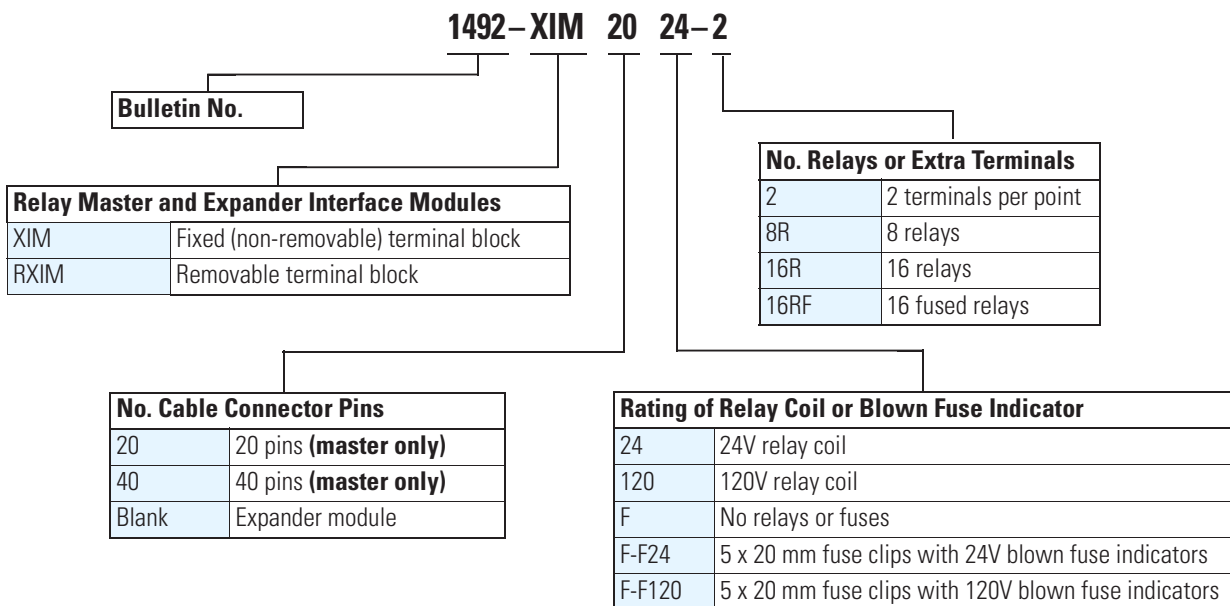 1492–XIM 20 24–2
Bulletin No.
Relay Master and Expander Interface Modules
XIM Fixed (non-removable) terminal block
RXIM Removable terminal block
No. Relays or Extra Terminals
2 2 terminals per point
8R 8 relays
16R 16 relays
16RF 16 fused relays
No. Cable Connector Pins
20 20 pins (master only)
40 40 pins (master only)
Blank Expander module
Rating of Relay Coil or Blown Fuse Indicator
24 24V relay coil
120 120V relay coil
F No relays or fuses
F-F24 5 x 20 mm fuse clips with 24V blown fuse indicators
F-F120 5 x 20 mm fuse clips with 120V blown fuse indicators